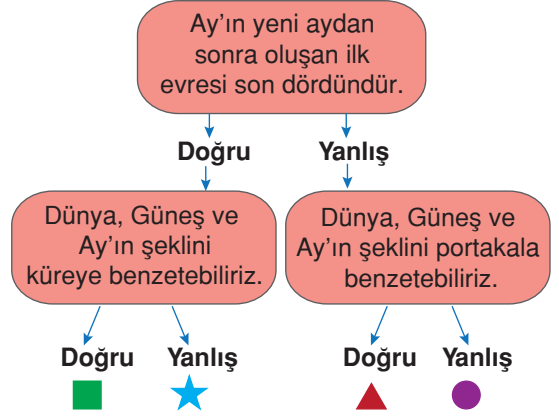 Ay’ın yeni aydan
sonra oluşan ilk
evresi son dördündür.
Doğru Yanlış
Dünya, Güneş ve
Ay’ın şeklini
küreye benzetebiliriz.
Dünya, Güneş ve
Ay’ın şeklini portakala
benzetebiliriz.
Doğru Yanlış Doğru Yanlış